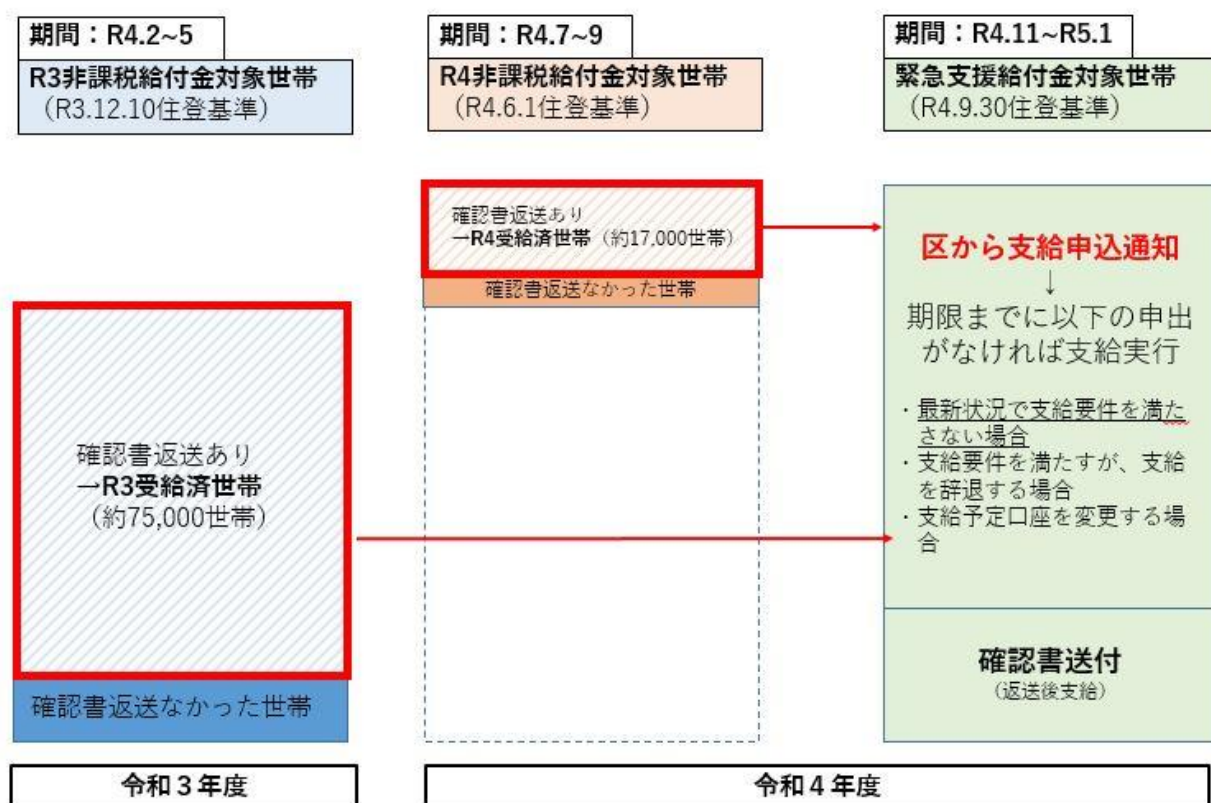 期間：R4.2~5
R3非課税給付金対象世帯
（R3.12.10住登基準）
確認書返送あり
→R3受給済世帯
（約75,000世帯）
確認書返送なかった世帯
令和３年度
期間：R4.7~9
R4非課税給付金対象世帯
（R4.6.1住登基準）
確認書返送あり
→R4受給済世帯（約17,000世帯）
確認書返送なかった世帯
期間：R4.11~R5.1
緊急支援給付金対象世帯
（R4.9.30住登基準）
区から支給申込通知
↓
期限までに以下の申出
がなければ支給実行
・最新状況で支給要件を満た
さない場合
・支給要件を満たすが、支給
を辞退する場合
・支給予定口座を変更する場
合
確認書送付
（返送後支給）
令和４年度